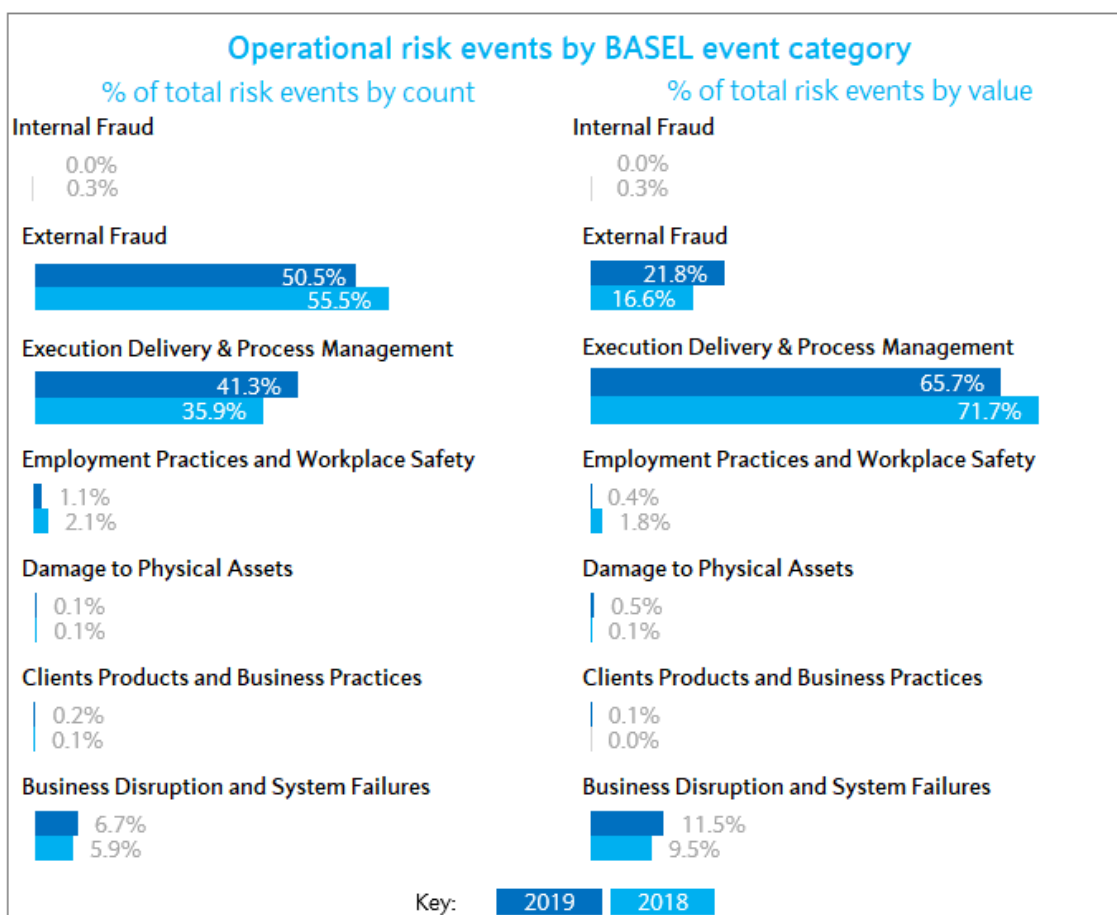 Operational risk events by BASEL event category
% of total risk events by count
Internal Fraud
0.0%
0.3%
External Fraud
50.5%
55.5%
Execution Delivery & Process Management
41.3%
35.9%
Employment Practices and Workplace Safety
1.1%
2.1%
Damage to Physical Assets
0.1%
0.1%
Clients Products and Business Practices
0.2%
0.1%
Business Disruption and System Failures
6.7%
5.9%
% of total risk events by value
Internal Fraud
0.0%
0.3%
External Fraud
21.8%
16.6%
Execution Delivery & Process Management
65.7%
71.7%
Employment Practices and Workplace Safety
0.4%
1.8%
Damage to Physical Assets
0.5%
0.1%
Clients Products and Business Practices
0.1%
0.0%
Business Disruption and System Failures
11.5%
9.5%
Key: 2019 2018